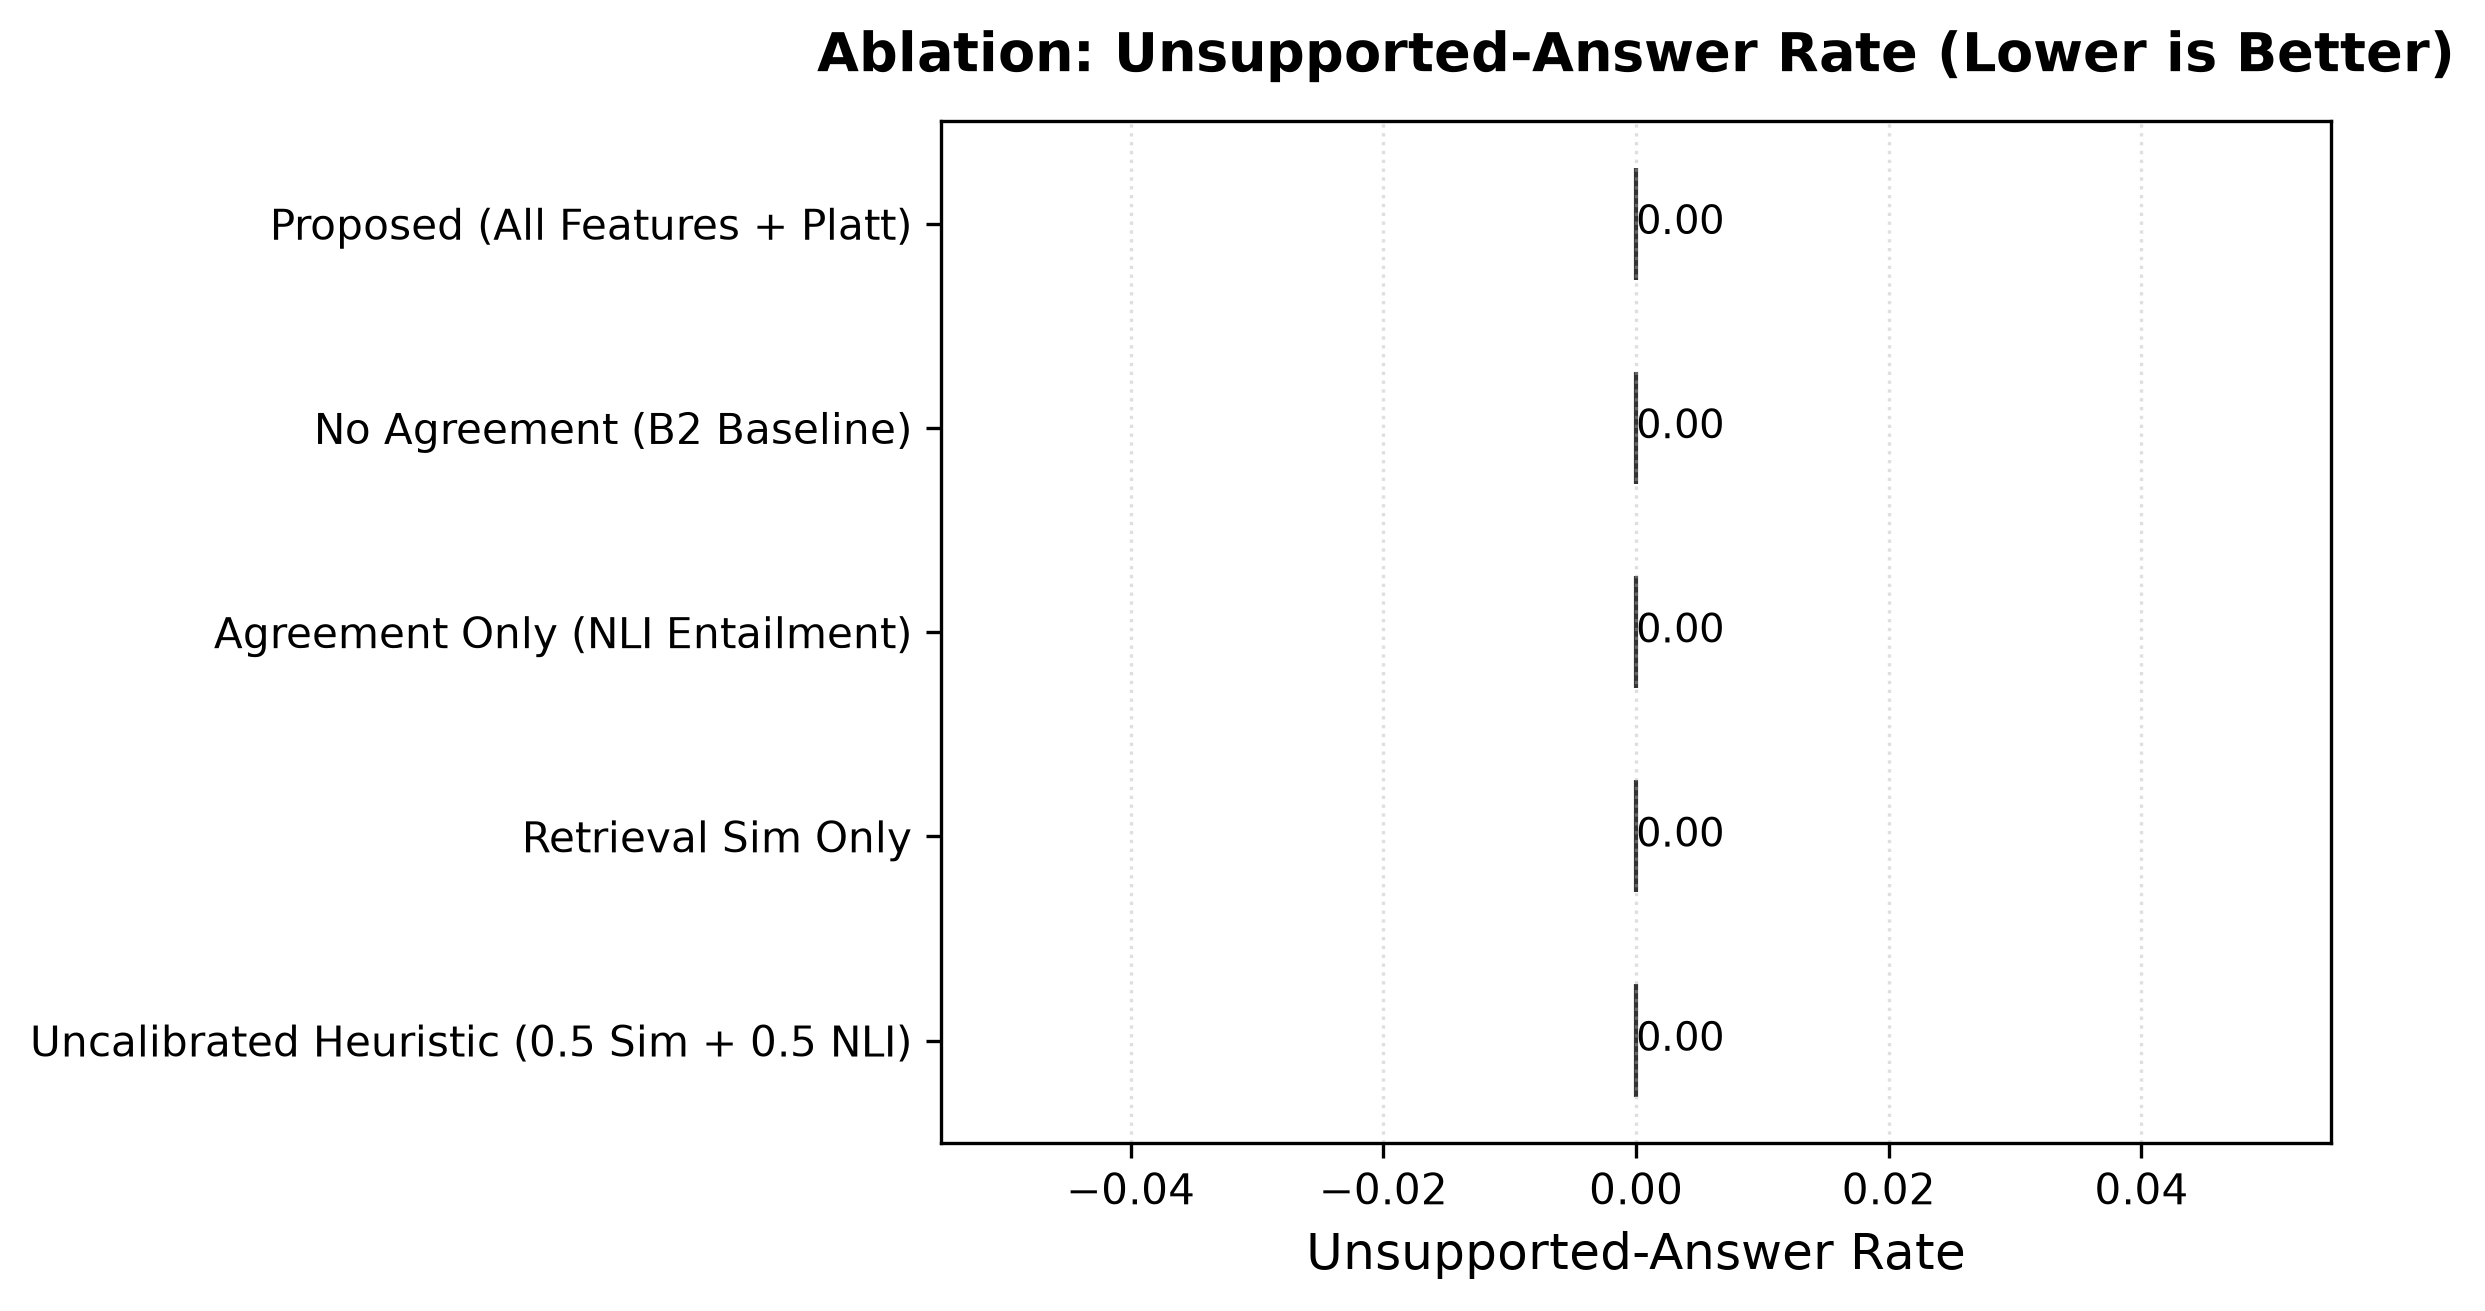 Ablation: Unsupported-Answer Rate (Lower is Better)
Proposed (All Features + Platt)
0.00
No Agreement (B2 Baseline)
0.00
Agreement Only (NLI Entailment)
0.00
Retrieval Sim Only
0.00
Uncalibrated Heuristic (0.5 Sim + 0.5 NLI)
0.00
−0.04 −0.02 0.00 0.02 0.04
Unsupported-Answer Rate